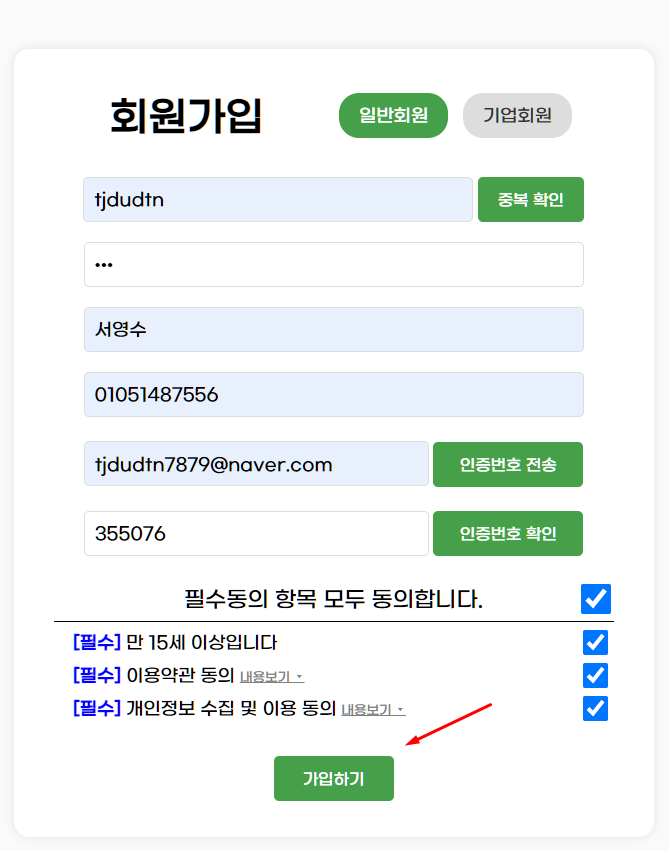 회원가입 일반회원 기업회원
tjdudtn 중복 확인
•••
서영수
01051487556
tjdudtn7879@naver.com 인증번호 전송
355076 인증번호 확인
필수동의 항목 모두 동의합니다.
[필수] 만 15세 이상입니다
[필수] 이용약관 동의 내용보기
[필수] 개인정보 수집 및 이용 동의 내용보기
가입하기